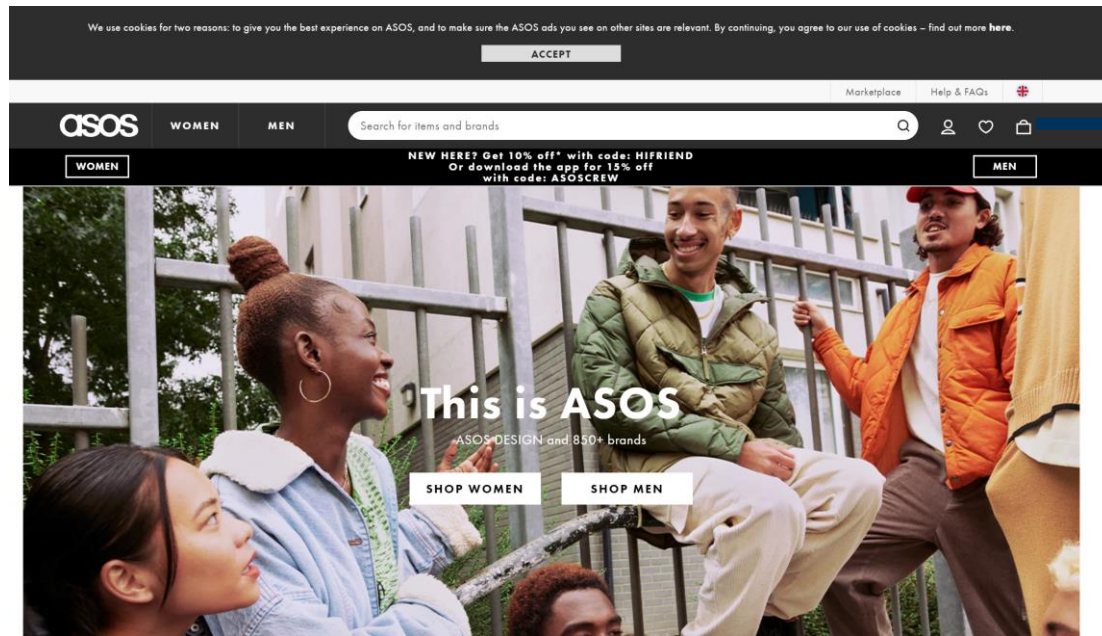 We use cookies for two reasons: to give you the best experience on ASOS, and to make sure the ASOS ads you see on other sites are relevant. By continuing, you agree to our use of cookies – find out more here.
ACCEPT
Marketplace Help & FAQs
asos WOMEN MEN Search for items and brands
WOMEN
NEW HERE? Get 10% off* with code: HIFRIEND
Or download the app for 15% off
with code: ASOSCREW
MEN
This is ASOS
ASOS DESIGN and 850+ brands
SHOP WOMEN SHOP MEN